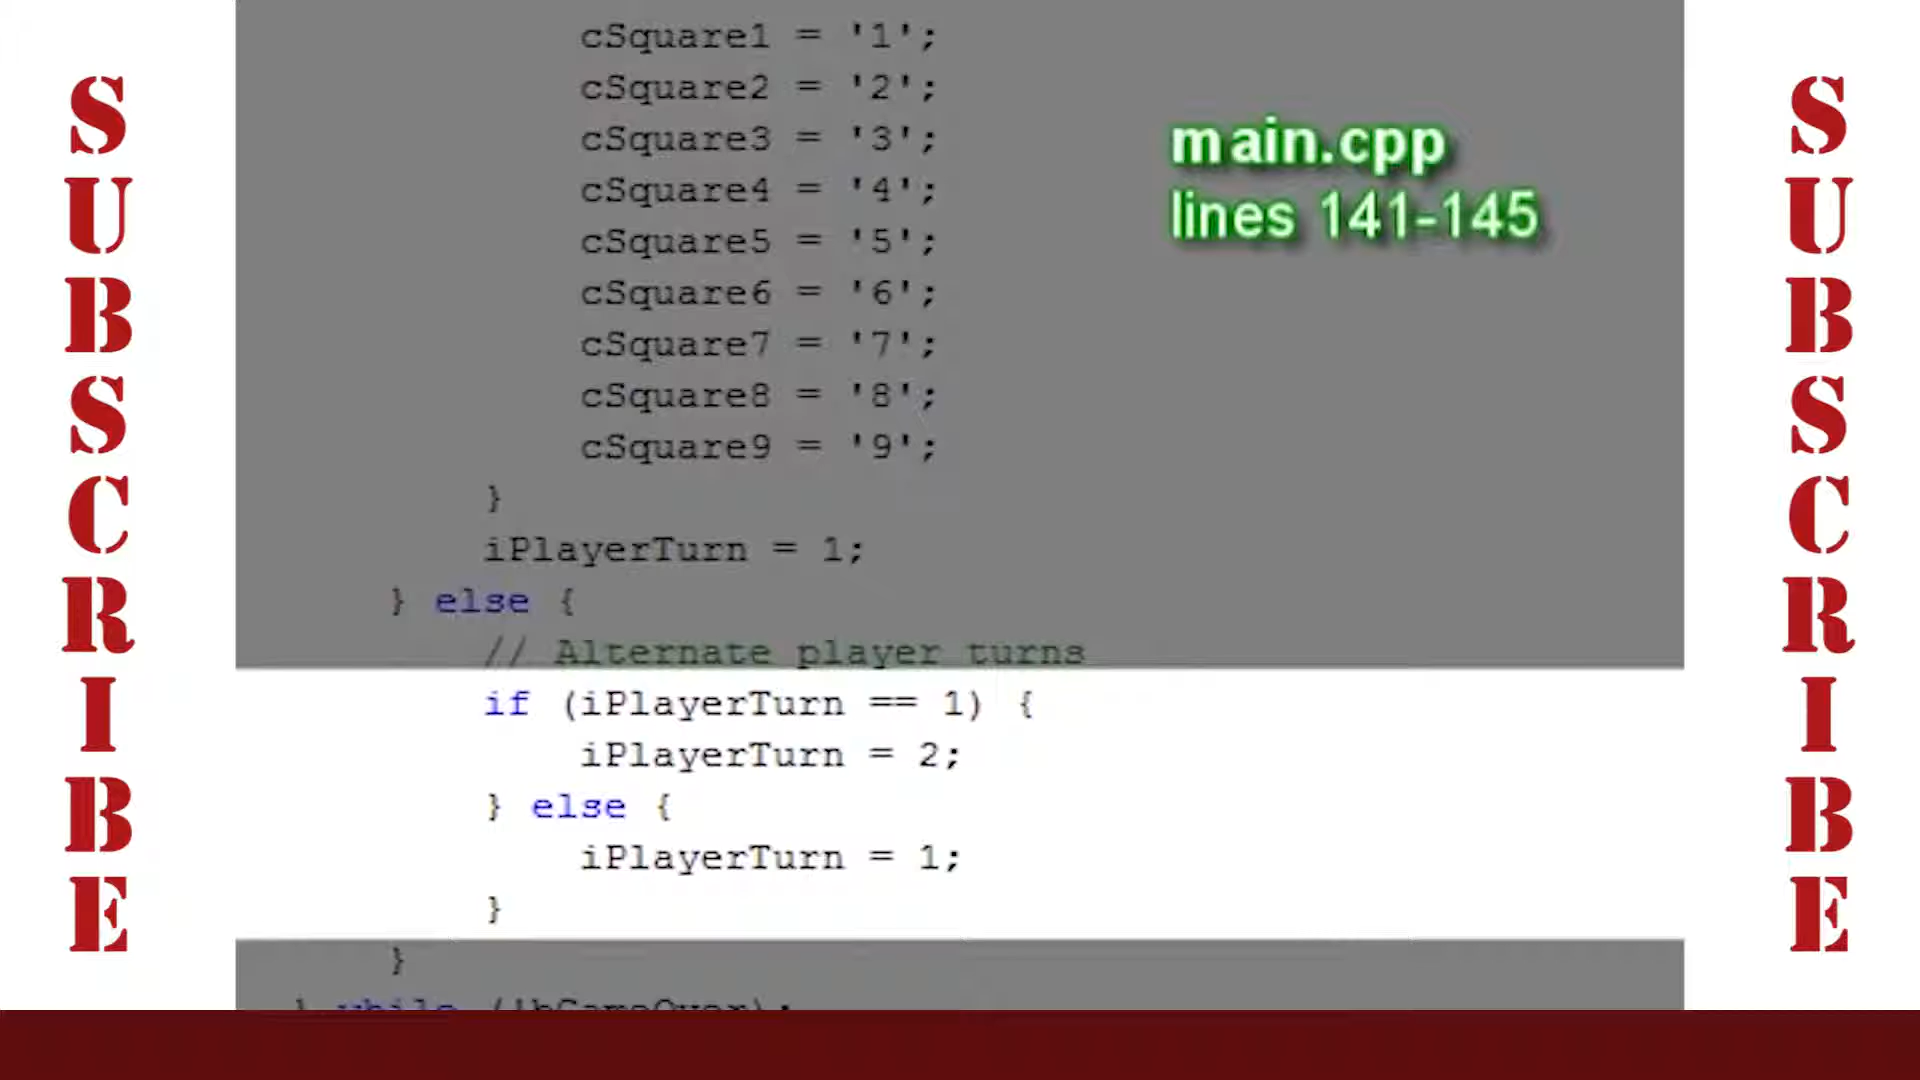 SUBSCRIBE
cSquare1 = '1';
cSquare2 = '2';
cSquare3 = '3';
cSquare4 = '4';
cSquare5 = '5';
cSquare6 = '6';
cSquare7 = '7';
cSquare8 = '8';
cSquare9 = '9';
}
iPlayerTurn = 1;
} else {
// Alternate player turns
if (iPlayerTurn == 1) {
iPlayerTurn = 2;
} else {
iPlayerTurn = 1;
}
}
} while (!bGameOver);
main.cpp
lines 141-145
SUBSCRIBE